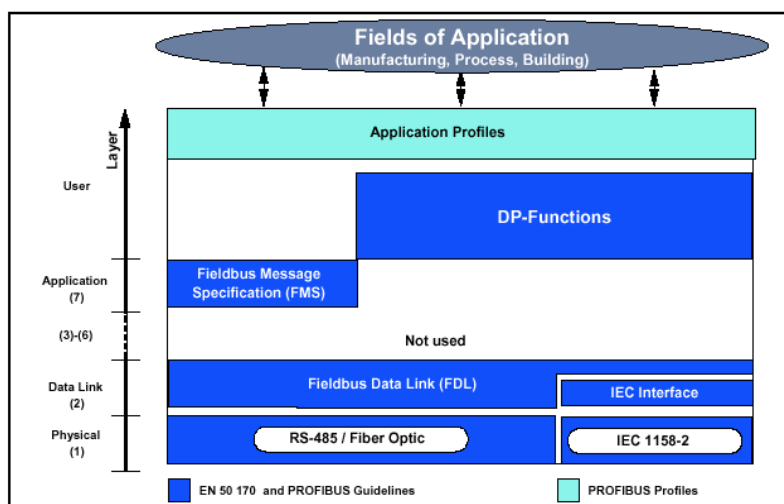 Fields of Application
(Manufacturing, Process, Building)
Layer
Application Profiles
User
DP-Functions
Application
(7)
Fieldbus Message
Specification (FMS)
(3)-(6)
Not used
Data Link
(2)
Fieldbus Data Link (FDL)
IEC Interface
Physical
(1)
RS-485 / Fiber Optic
IEC 1158-2
EN 50 170 and PROFIBUS Guidelines
PROFIBUS Profiles